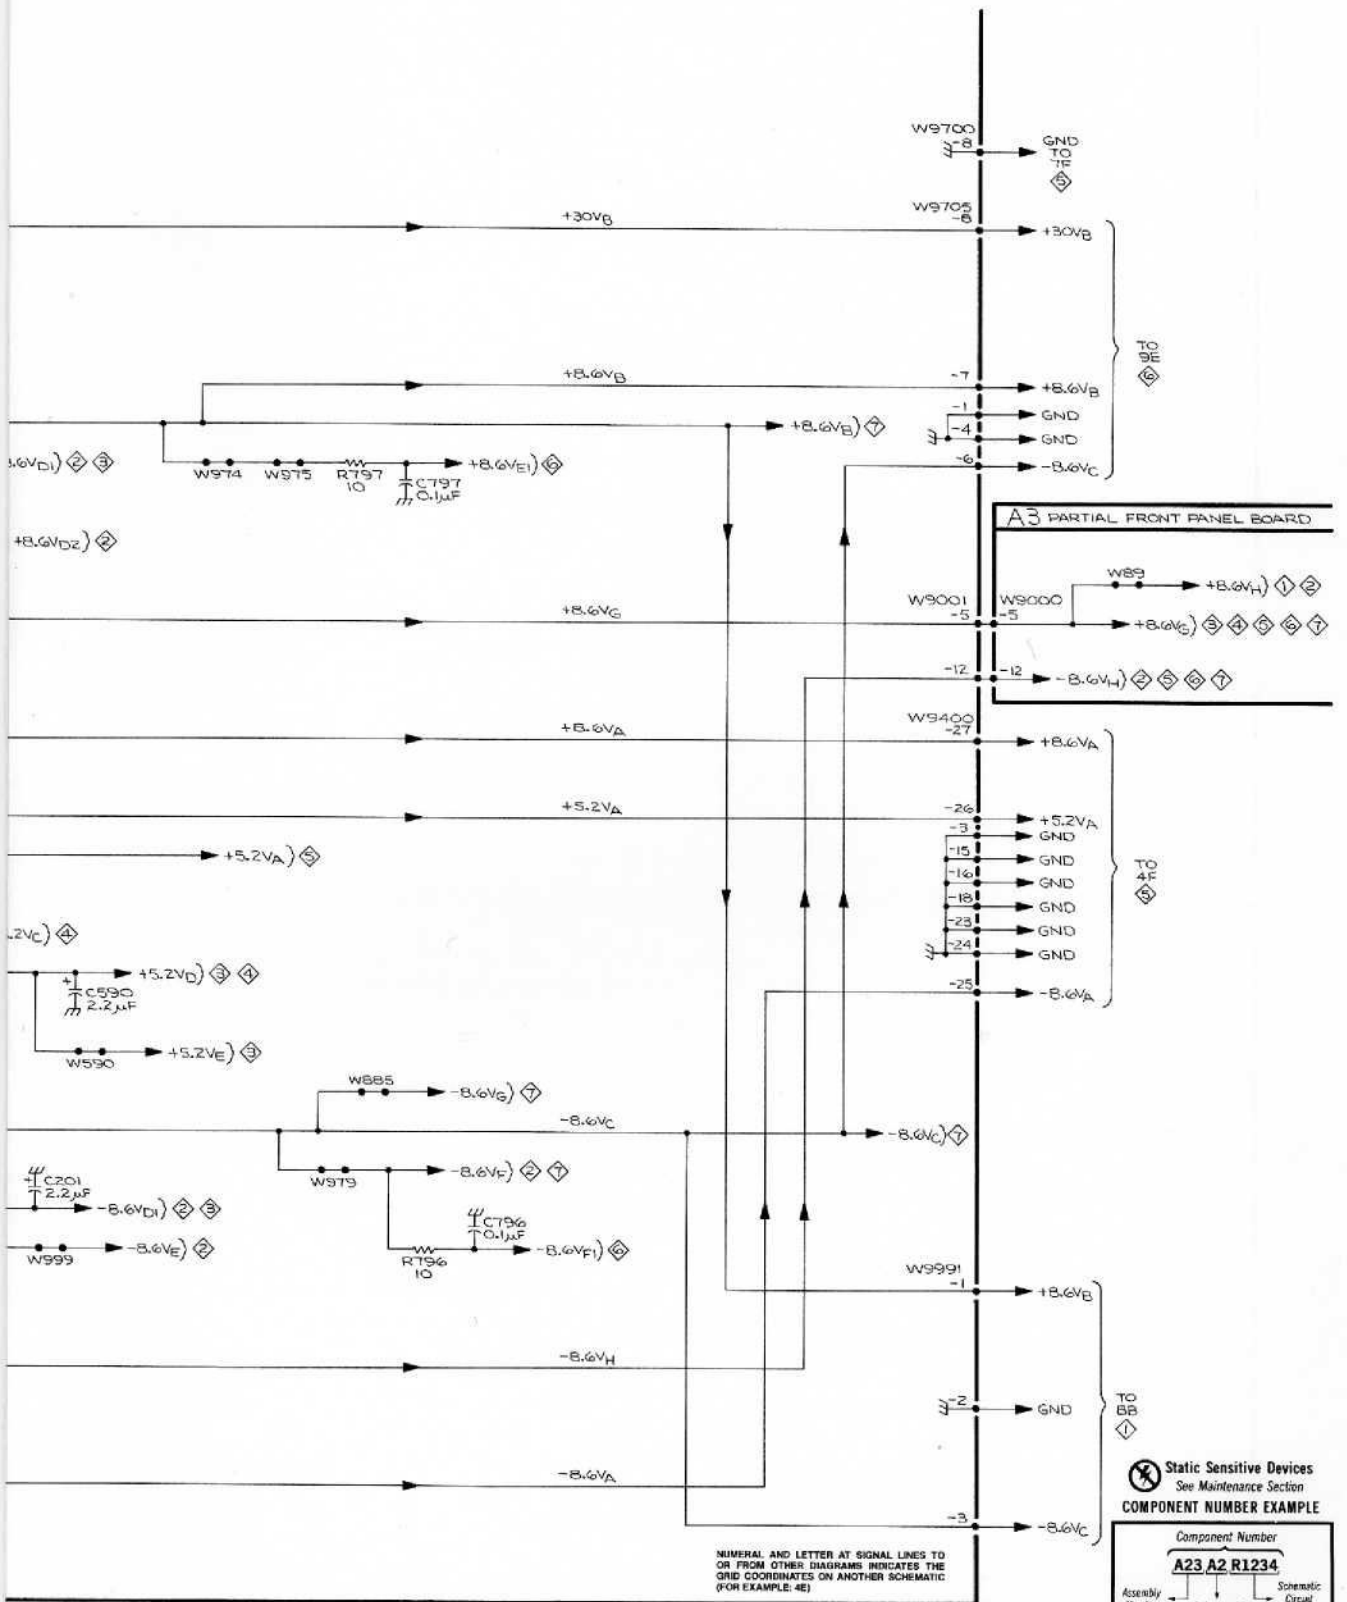 W9700
-8
GND
TO
7F
5
+30VB
W9705
-8
+30VB
+8.6VB
-7
+8.6VB
TO
9E
6
-1
GND
+8.6VB) 7
-4
GND
.6VD1) 2 3
W974
W975
R797
10
C797
0.1µF
+8.6VE1) 6
-6
-8.6VC
A3 PARTIAL FRONT PANEL BOARD
+8.6VD2) 2
W89
+8.6VH) 1 2
+8.6VG
W9001
-5
W9000
-5
+8.6VG) 3 4 5 6 7
-12
-12
-8.6VH) 2 5 6 7
+8.6VA
W9400
-27
+8.6VA
+5.2VA
-26
+5.2VA
-3
GND
+5.2VA) 5
-15
GND
TO
4F
5
-16
GND
-18
GND
.2VC) 4
-23
GND
-24
GND
+5.2VD) 3 4
+
C590
2.2µF
-25
-8.6VA
W590
+5.2VE) 3
W885
-8.6VG) 7
-8.6VC
-8.6VC) 7
W979
-8.6VF) 2 7
+
C201
2.2µF
-8.6VD1) 2 3
C796
0.1µF
W999
-8.6VE) 2
R796
10
-8.6VF1) 6
W9991
-1
+8.6VB
-8.6VH
-2
GND
TO
8B
1
-8.6VA
-3
-8.6VC
Static Sensitive Devices
See Maintenance Section
COMPONENT NUMBER EXAMPLE
Component Number
A23 A2 R1234
Assembly
Schematic
Circuit
NUMERAL AND LETTER AT SIGNAL LINES TO
OR FROM OTHER DIAGRAMS INDICATES THE
GRID COORDINATES ON ANOTHER SCHEMATIC
(FOR EXAMPLE: 4E)